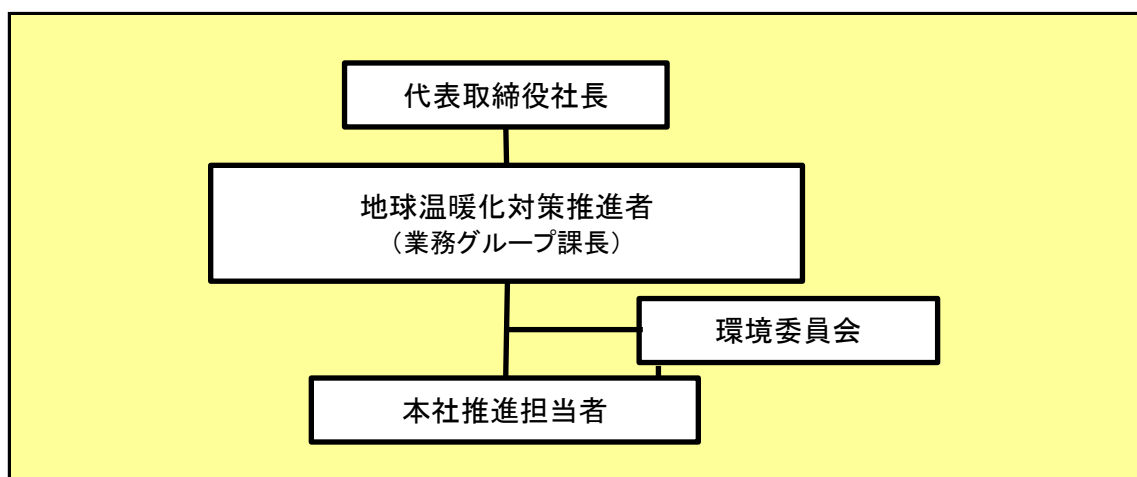 代表取締役社長
地球温暖化対策推進者
（業務グループ課長）
環境委員会
本社推進担当者